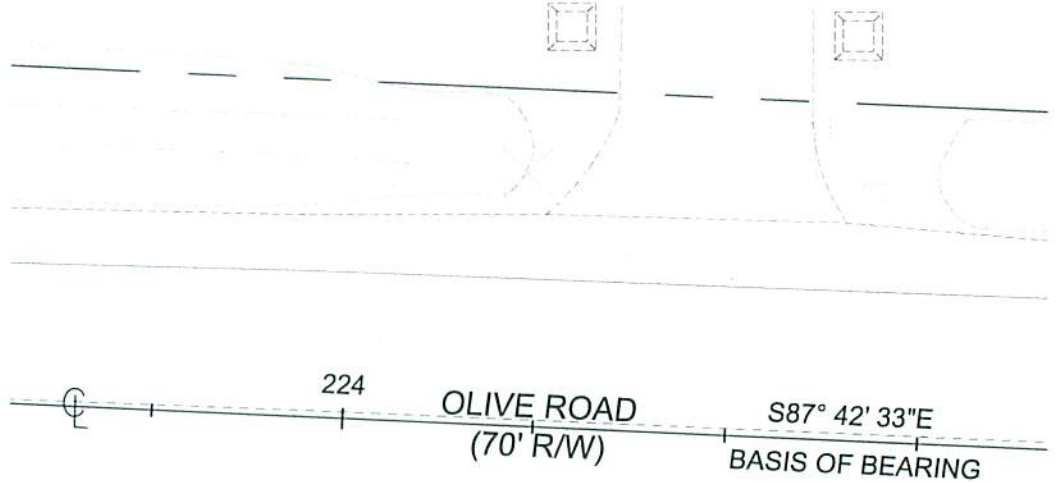 ℄
224
OLIVE ROAD
(70' R/W)
S87° 42' 33"E
BASIS OF BEARING